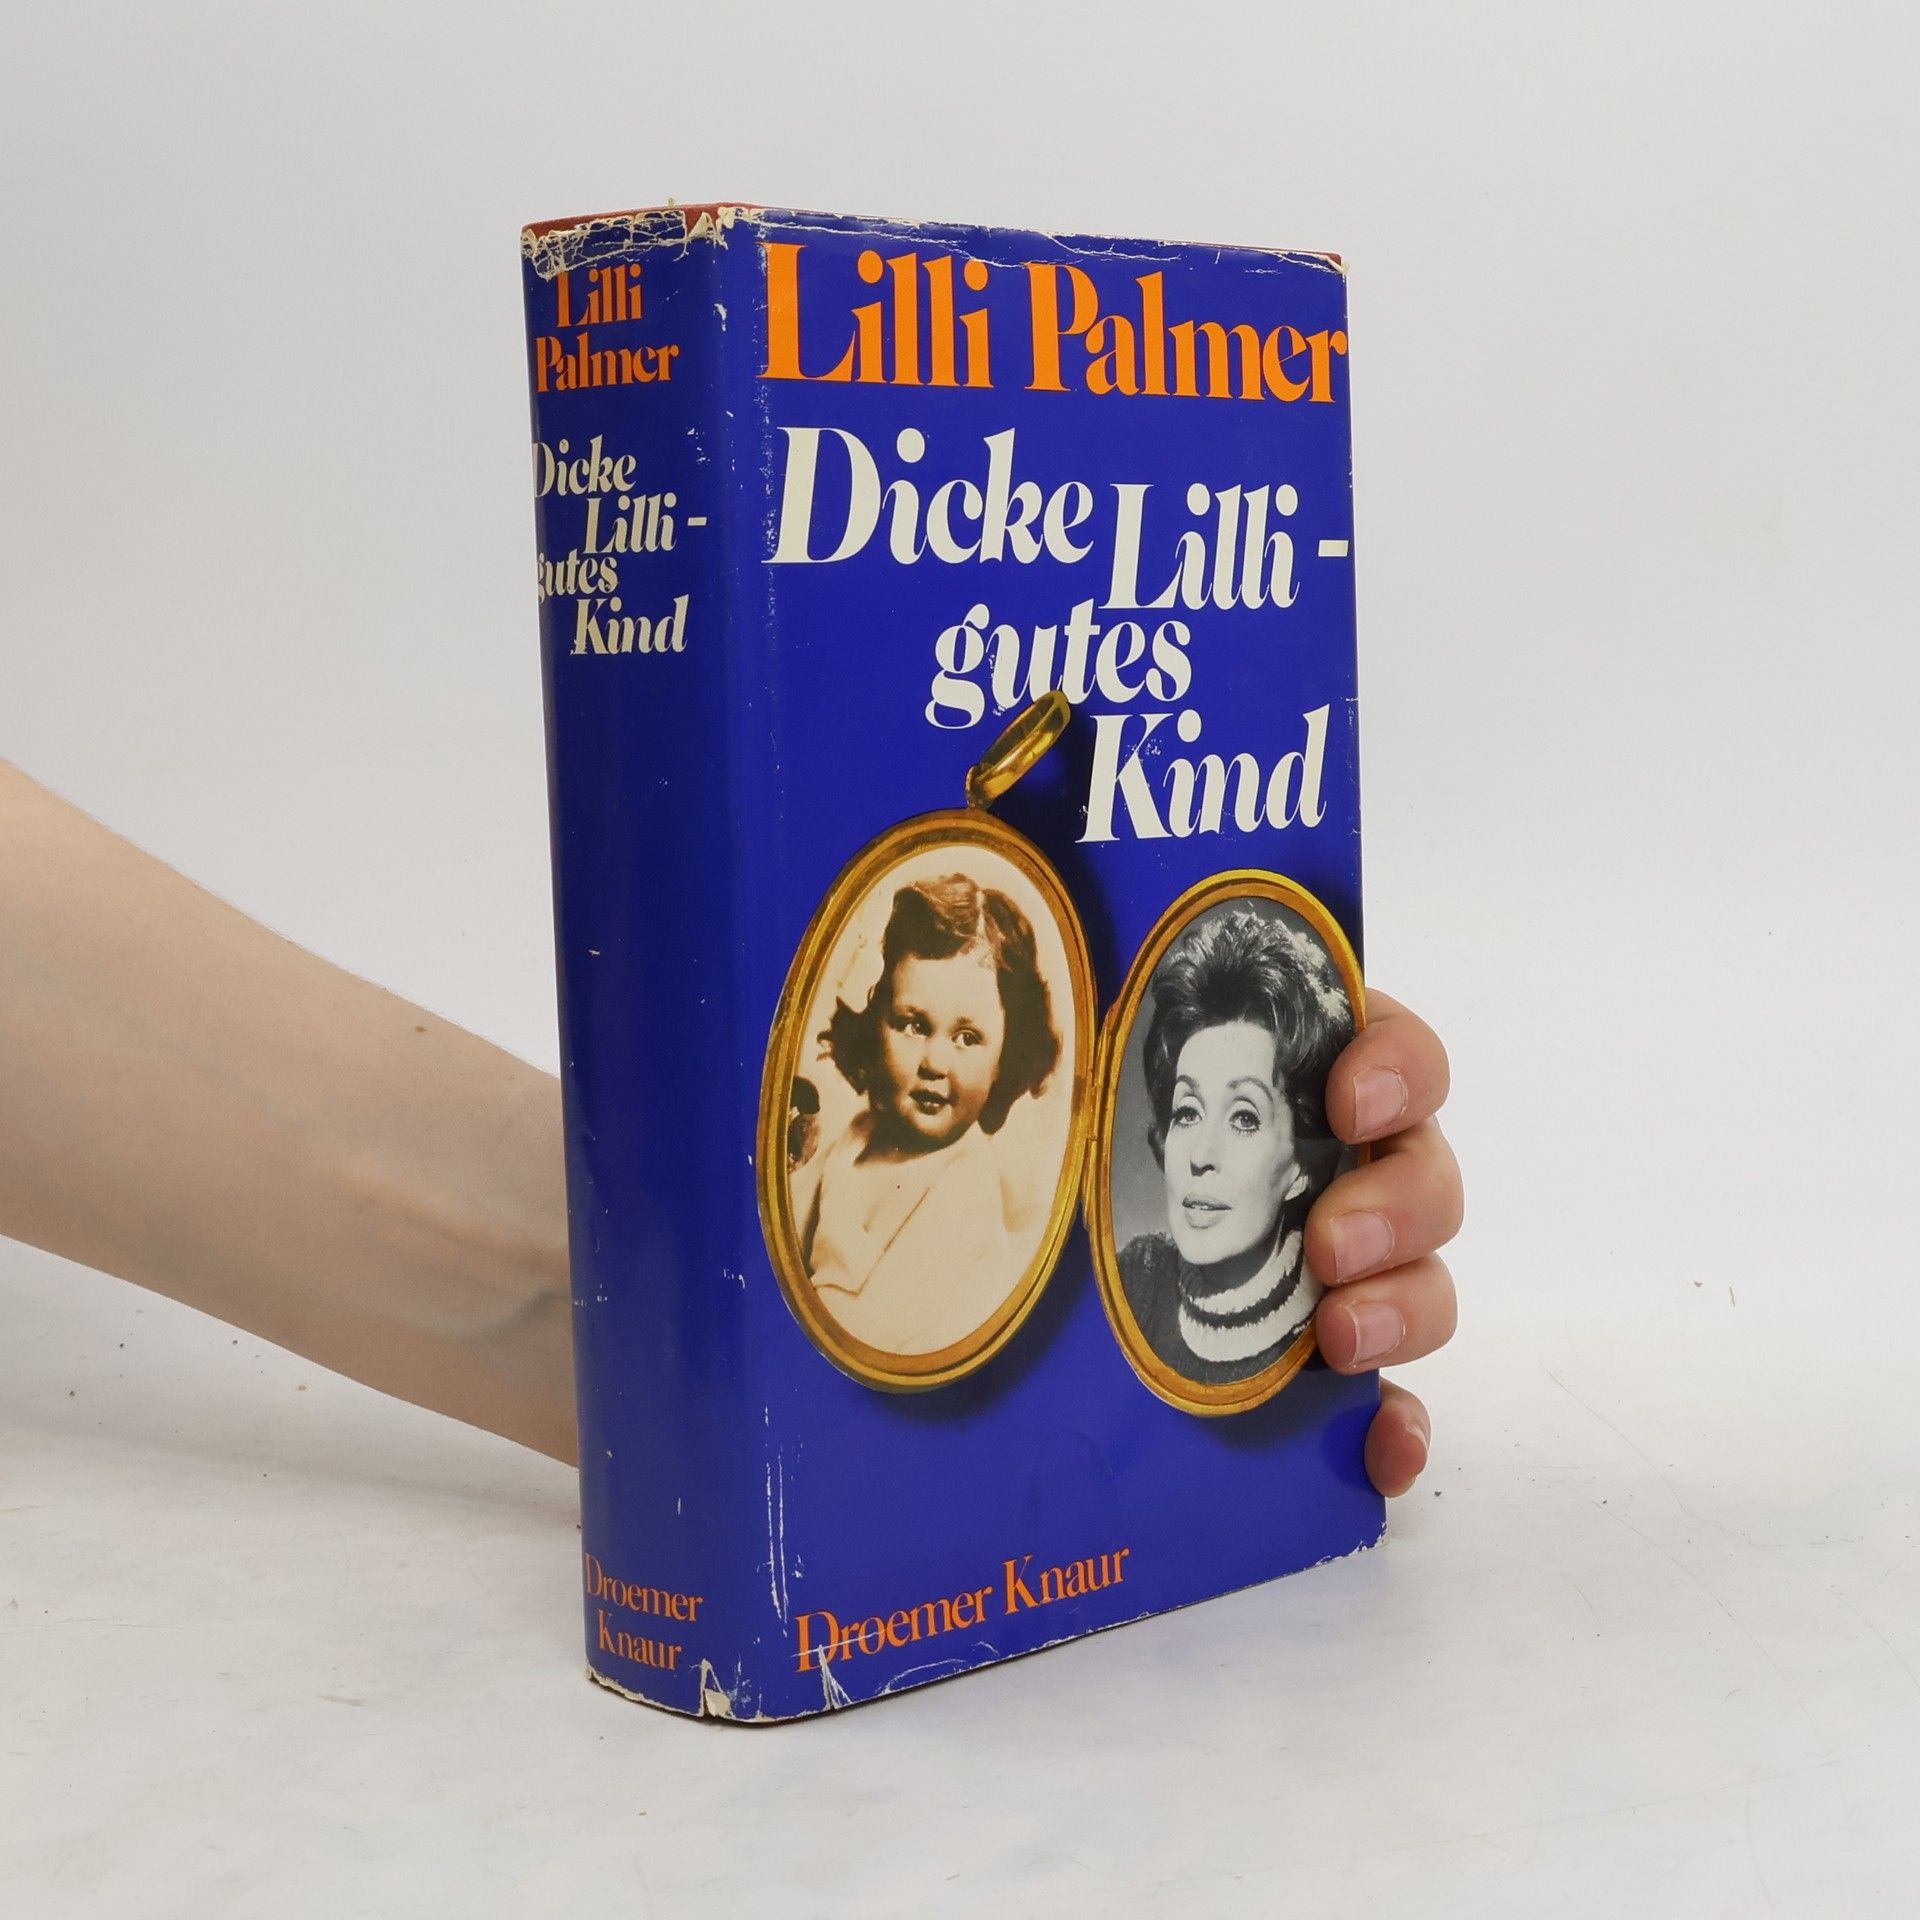 Lilli
Palmer
Dicke
Lilli -
gutes
Kind
Droemer
Knaur
Lilli Palmer
Dicke
Lilli -
gutes
Kind
Droemer Knaur